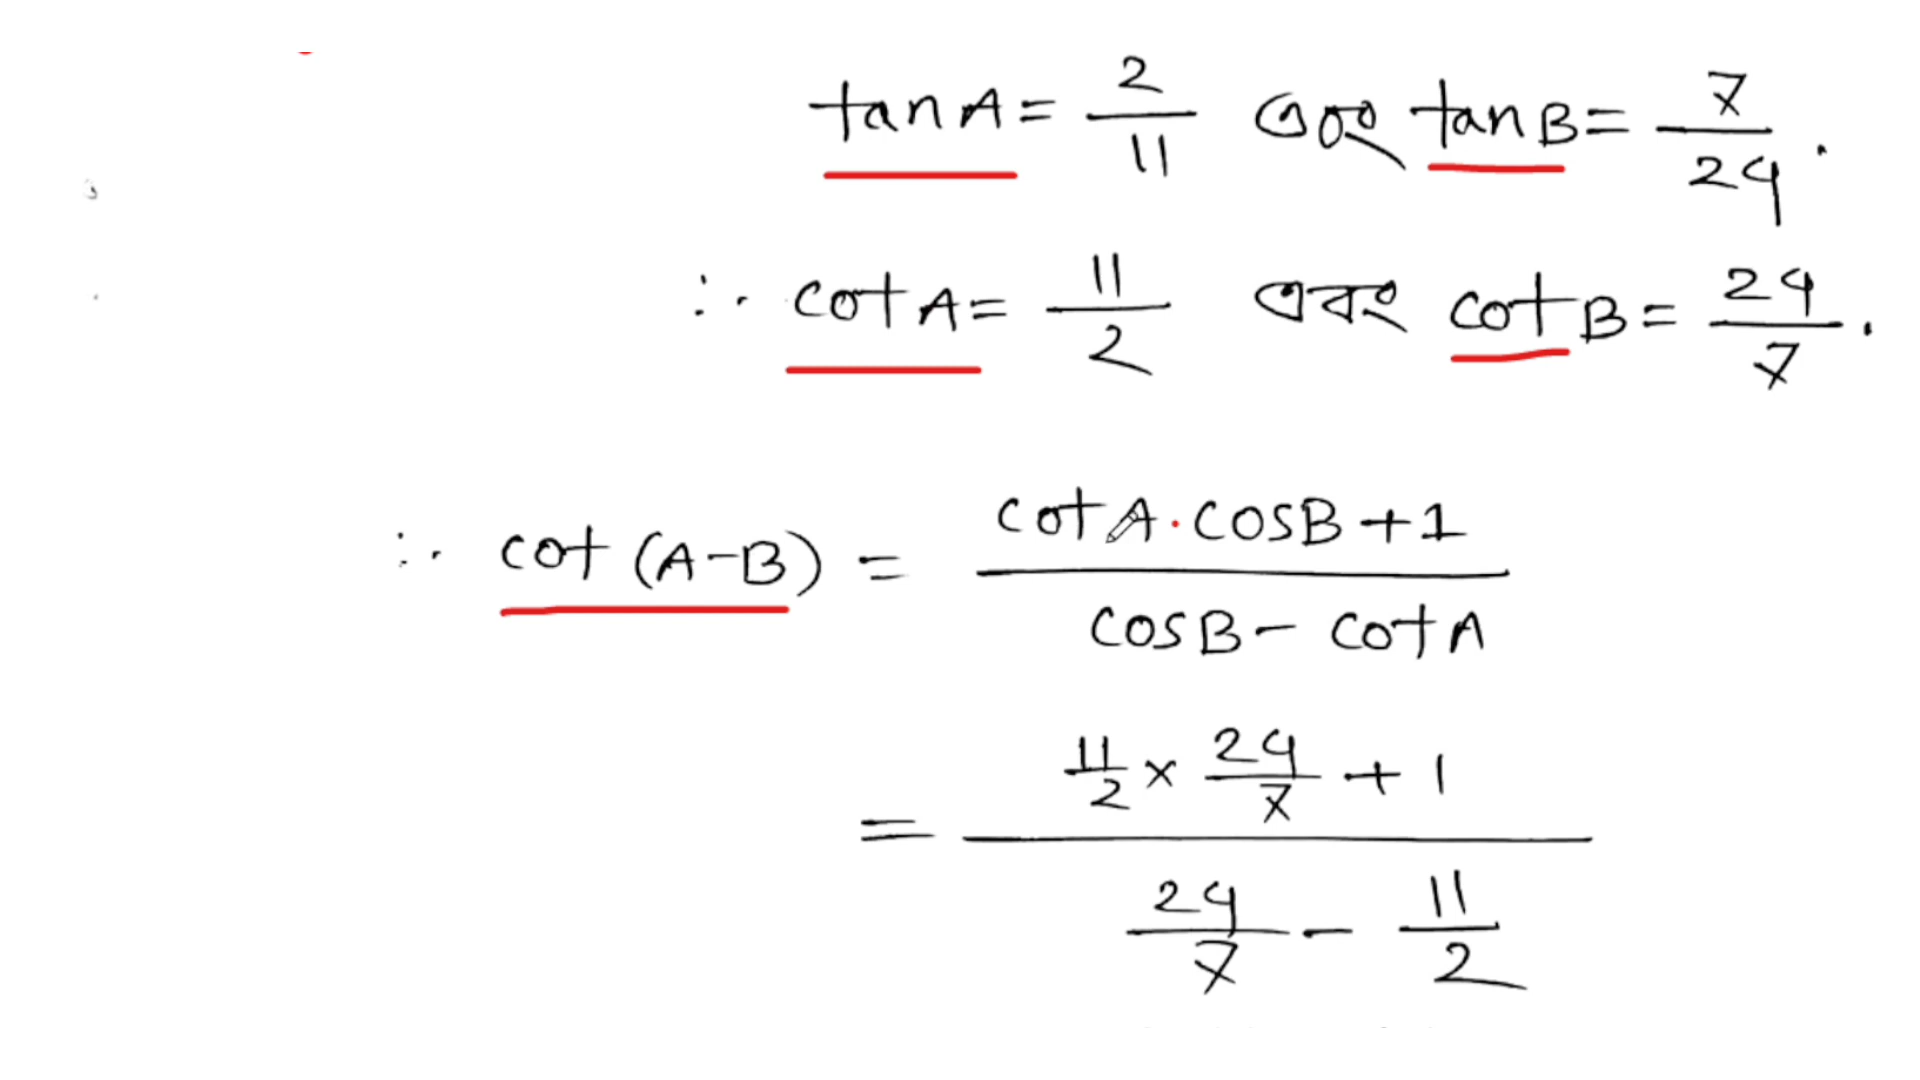 tanA = 2/11 এবং tanB = 7/24 .
∴ cotA = 11/2 এবং cotB = 24/7 .
∴ cot (A-B) = (cotA · cosB + 1)/(cosB - cotA)
= (11/2 × 24/7 + 1)/(24/7 - 11/2)